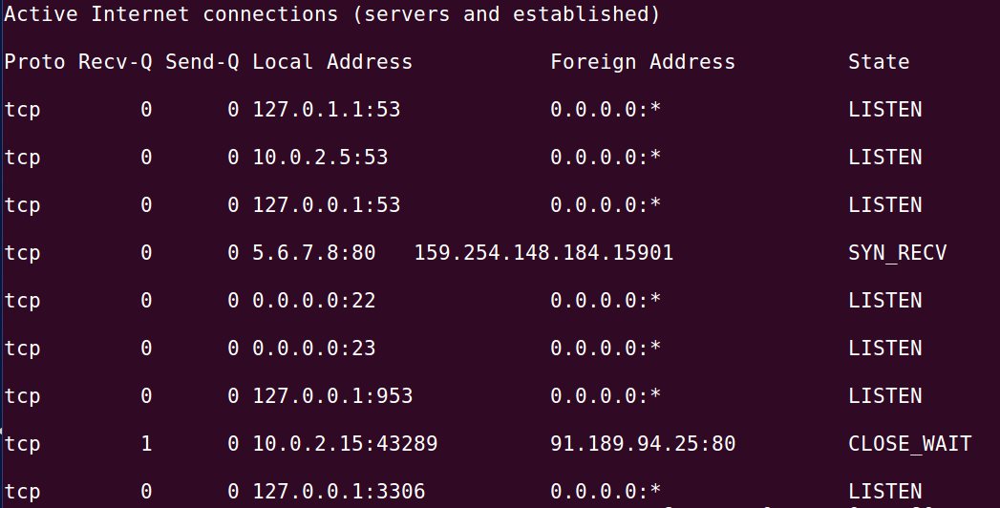 Active Internet connections (servers and established)
Proto Recv-Q Send-Q Local Address Foreign Address State
tcp 0 0 127.0.1.1:53 0.0.0.0:* LISTEN
tcp 0 0 10.0.2.5:53 0.0.0.0:* LISTEN
tcp 0 0 127.0.0.1:53 0.0.0.0:* LISTEN
tcp 0 0 5.6.7.8:80 159.254.148.184.15901 SYN_RECV
tcp 0 0 0.0.0.0:22 0.0.0.0:* LISTEN
tcp 0 0 0.0.0.0:23 0.0.0.0:* LISTEN
tcp 0 0 127.0.0.1:953 0.0.0.0:* LISTEN
tcp 1 0 10.0.2.15:43289 91.189.94.25:80 CLOSE_WAIT
tcp 0 0 127.0.0.1:3306 0.0.0.0:* LISTEN